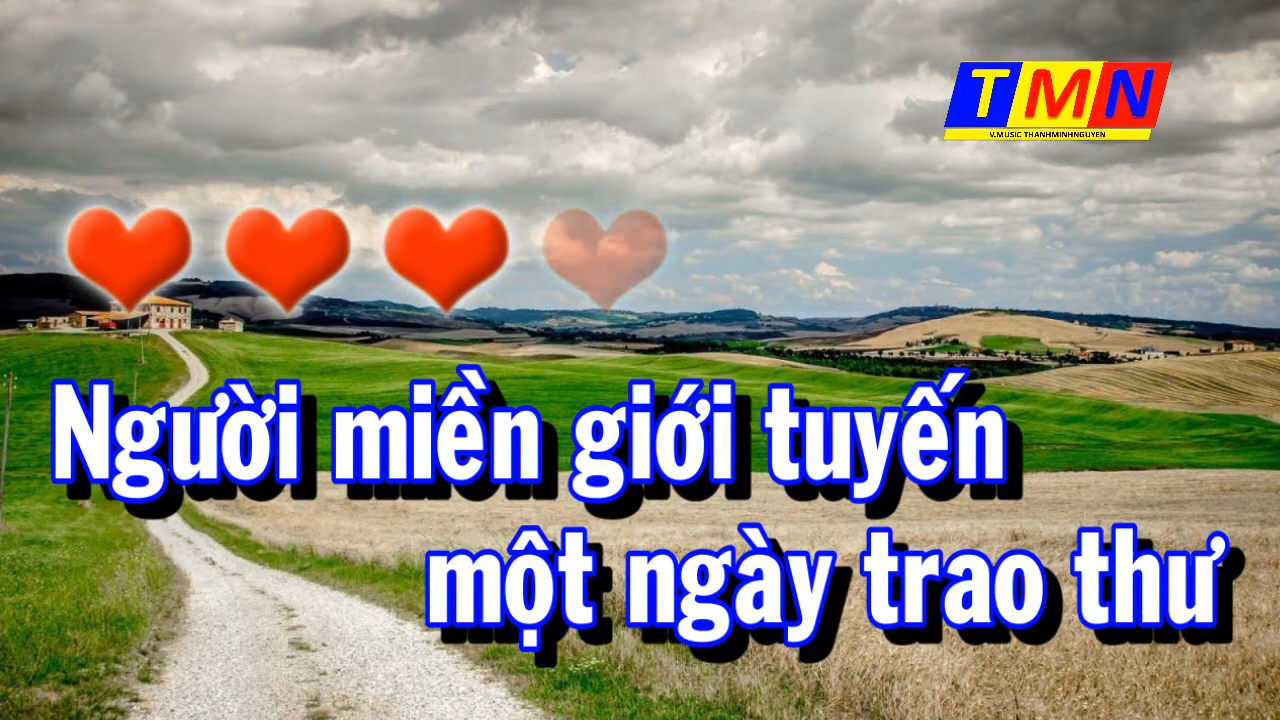 TMN
V.MUSIC THANHMINHNGUYEN
Người miền giới tuyến
một ngày trao thư